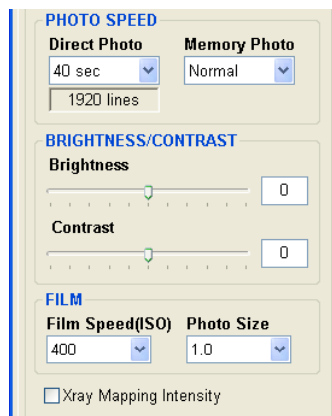 PHOTO SPEED
Direct Photo Memory Photo
40 sec Normal
1920 lines
BRIGHTNESS/CONTRAST
Brightness
0
Contrast
0
FILM
Film Speed(ISO) Photo Size
400 1.0
Xray Mapping Intensity